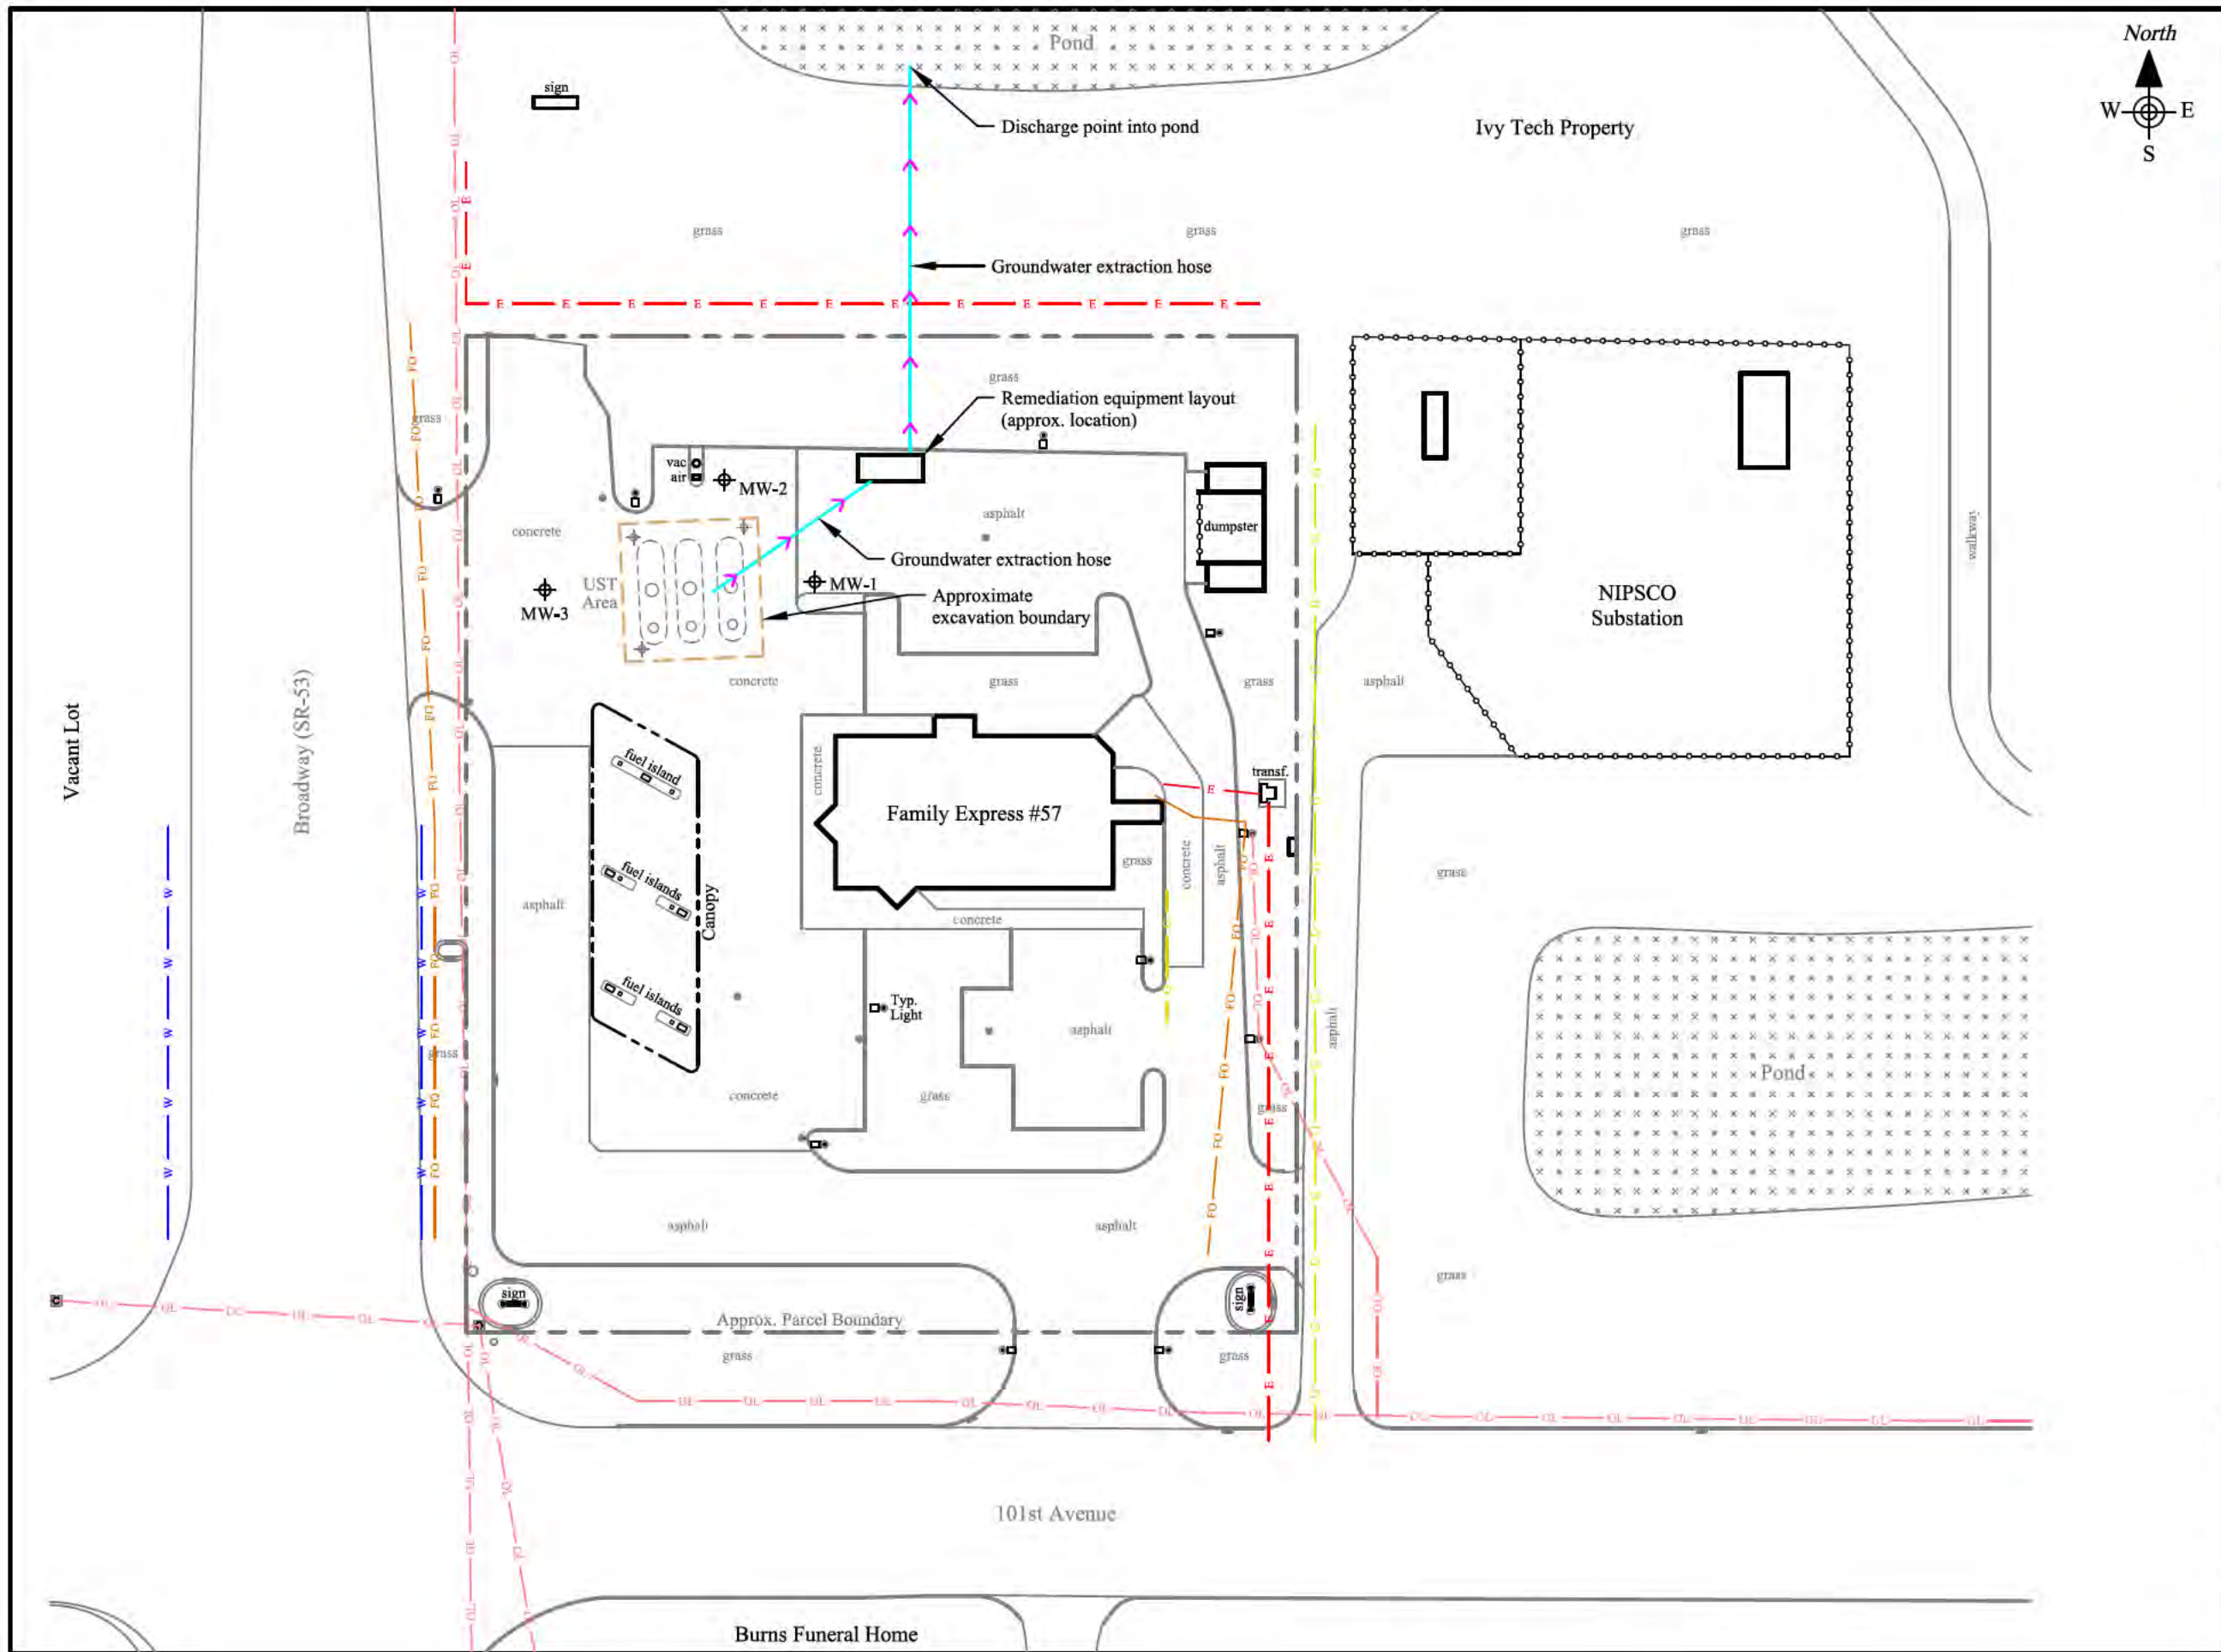 North
W
E
S
Pond
sign
Discharge point into pond
Ivy Tech Property
grass
grass
grass
Groundwater extraction hose
E E E E E E E E E E E E
grass
Remediation equipment layout
(approx. location)
grass
vac
air
MW-2
concrete
asphalt
dumpster
walkway
Groundwater extraction hose
UST
Area
MW-1
MW-3
Approximate
excavation boundary
NIPSCO
Substation
concrete
grass
grass
asphalt
Vacant Lot
Broadway (SR-53)
fuel island
concrete
transf.
E
Family Express #57
fuel islands
Canopy
asphalt
grass
concrete
asphalt
grass
concrete
fuel islands
Typ.
Light
asphalt
asphalt
grass
Pond
concrete
grass
grass
asphalt
asphalt
grass
sign
sign
Approx. Parcel Boundary
grass
grass
101st Avenue
Burns Funeral Home